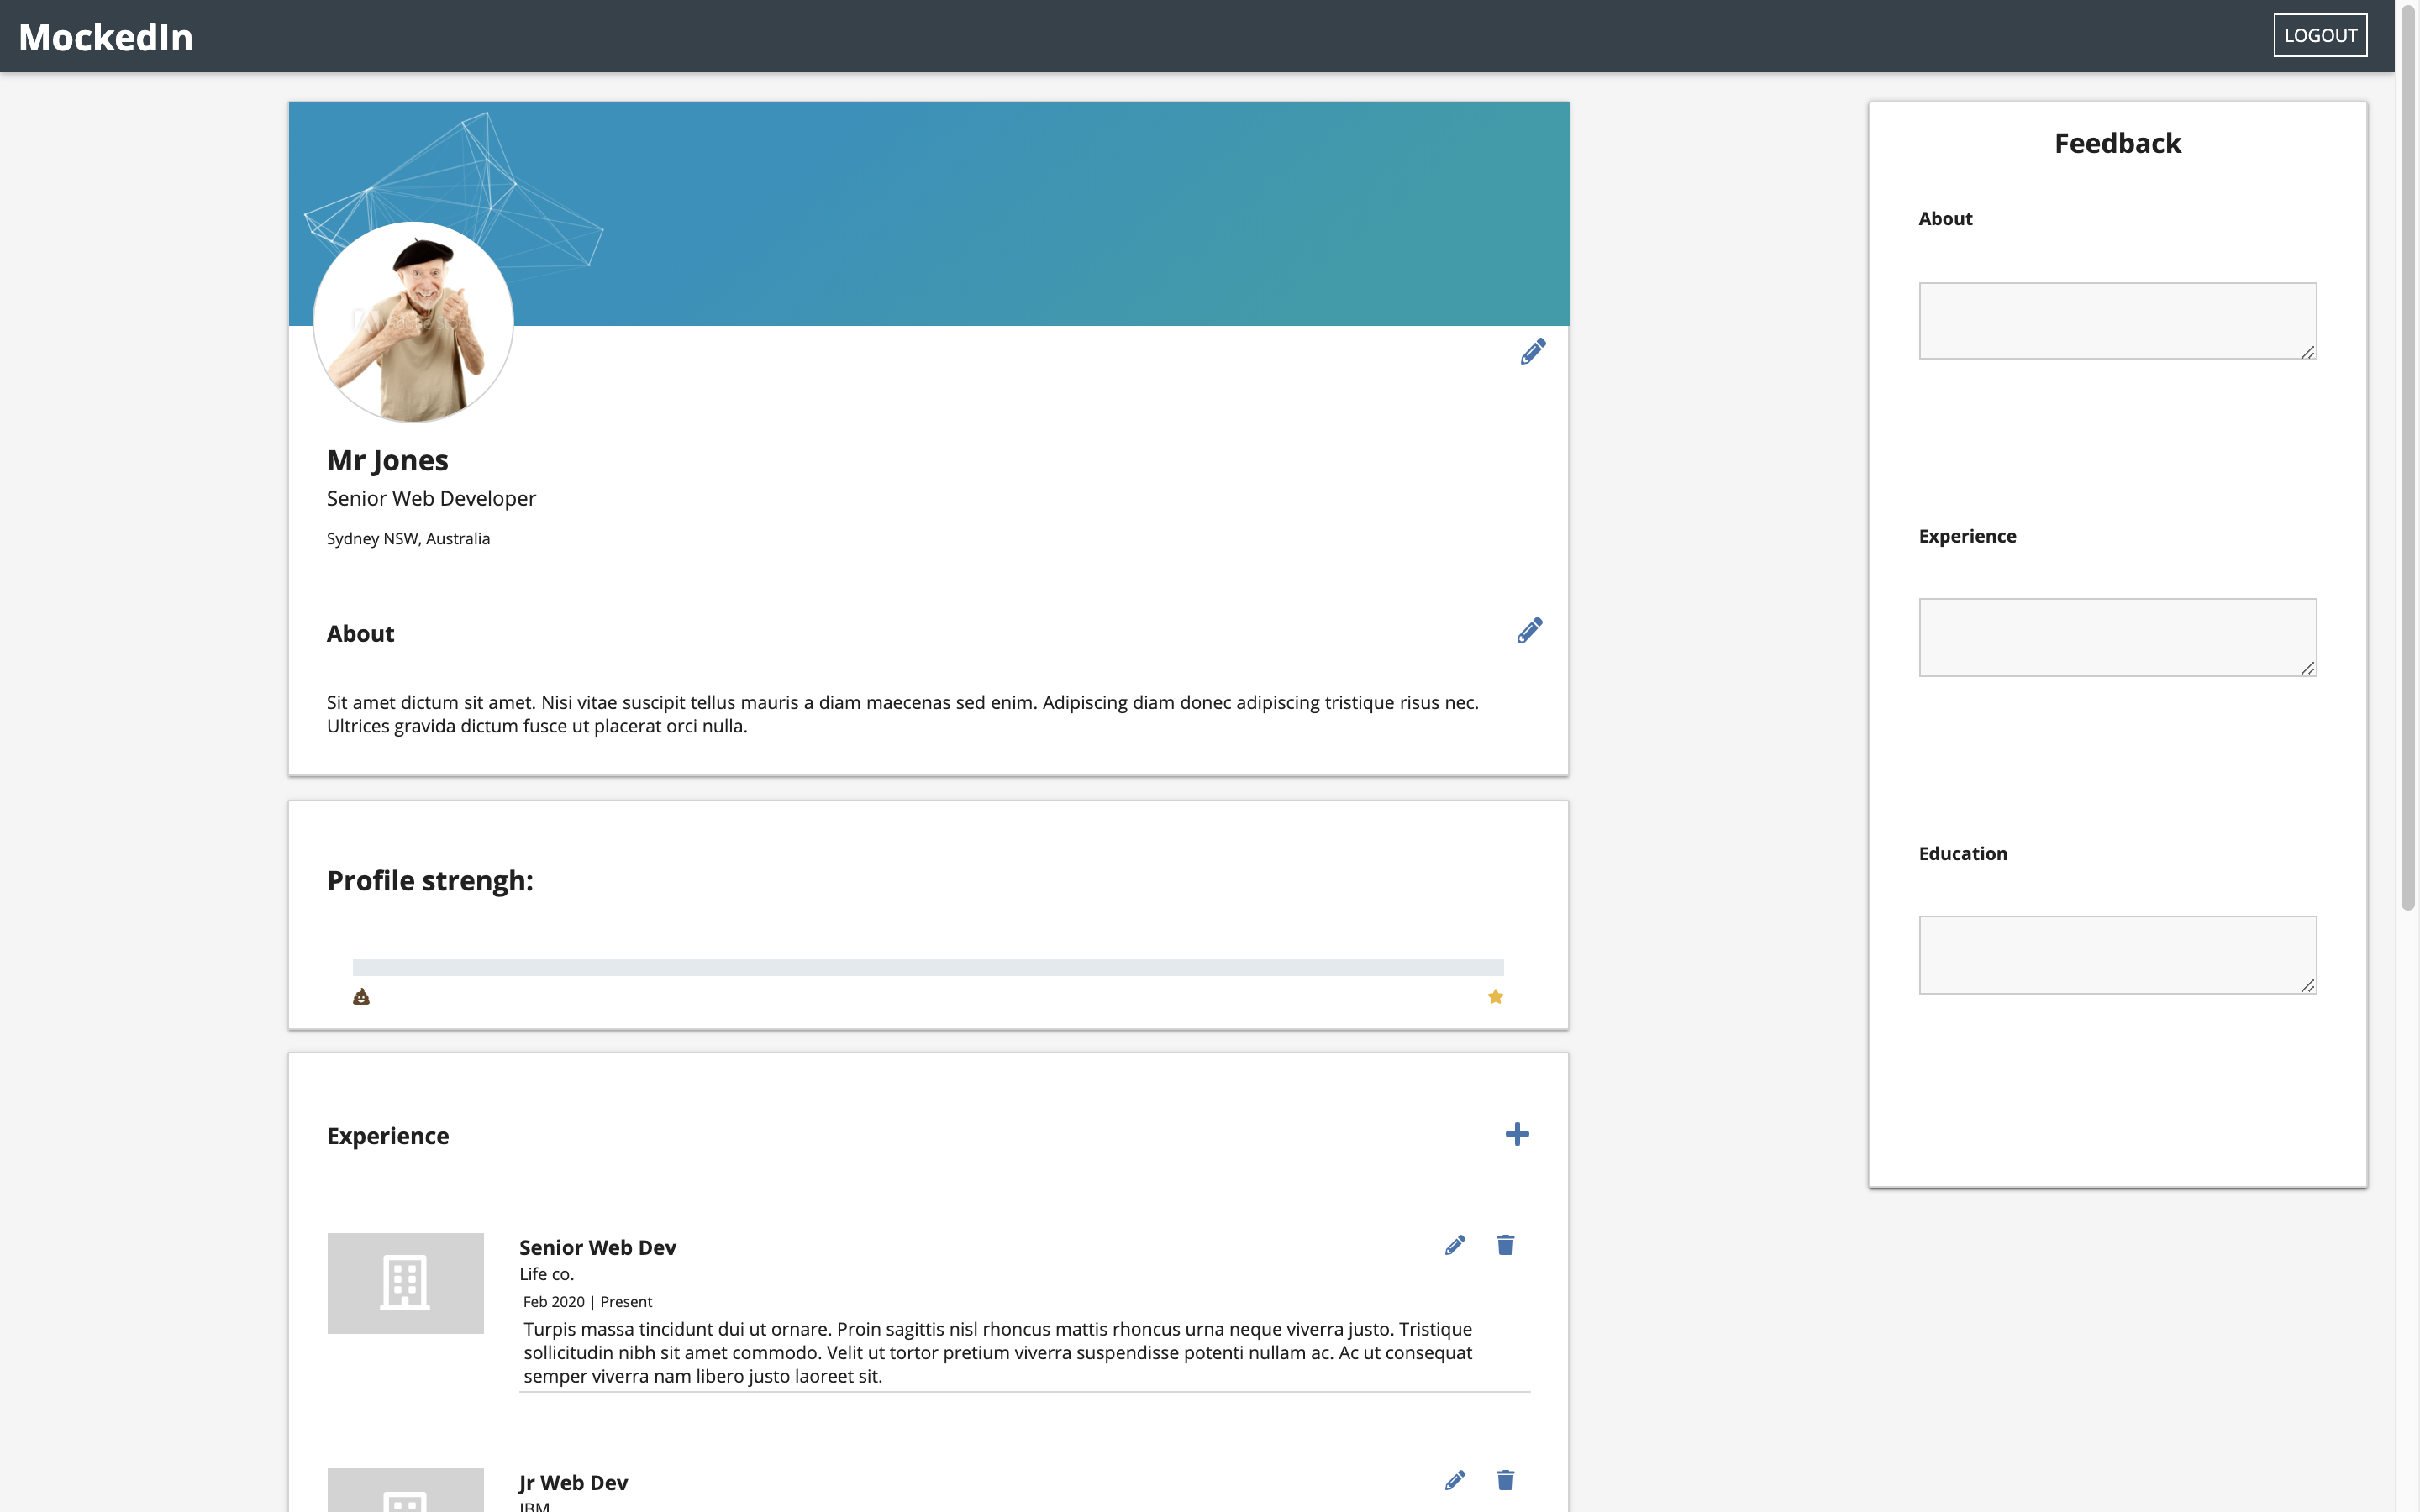 MockedIn
LOGOUT
Mr Jones
Senior Web Developer
Sydney NSW, Australia
About
Sit amet dictum sit amet. Nisi vitae suscipit tellus mauris a diam maecenas sed enim. Adipiscing diam donec adipiscing tristique risus nec.
Ultrices gravida dictum fusce ut placerat orci nulla.
Profile strengh:
Experience
Senior Web Dev
Life co.
Feb 2020 | Present
Turpis massa tincidunt dui ut ornare. Proin sagittis nisl rhoncus mattis rhoncus urna neque viverra justo. Tristique
sollicitudin nibh sit amet commodo. Velit ut tortor pretium viverra suspendisse potenti nullam ac. Ac ut consequat
semper viverra nam libero justo laoreet sit.
Jr Web Dev
IBM
Feedback
About
Experience
Education